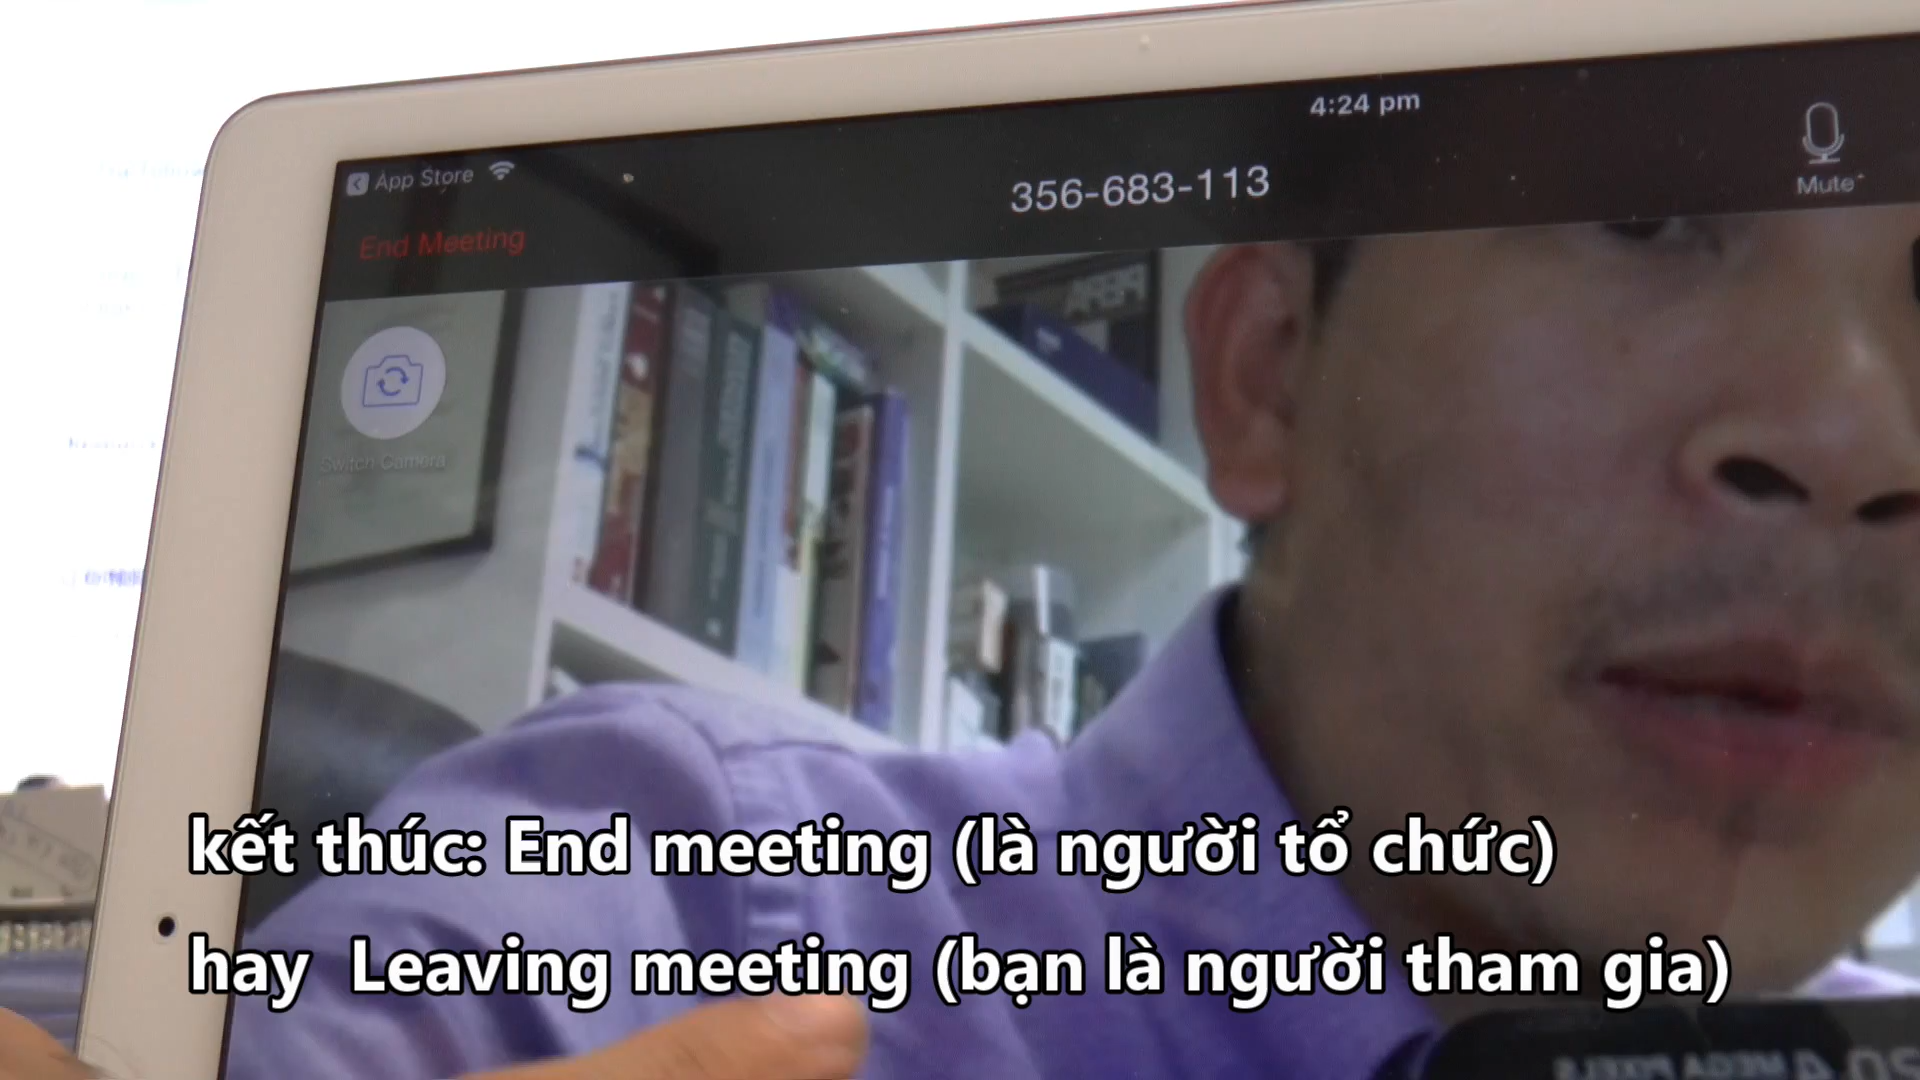 4:24 pm
App Store
356-683-113
Mute
End Meeting
Switch Camera
kết thúc: End meeting (là người tổ chức)
hay Leaving meeting (bạn là người tham gia)